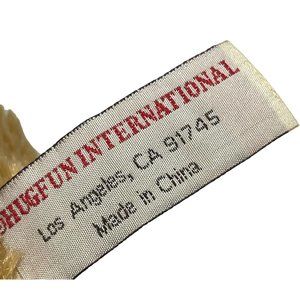 HUGFUN INTERNATIONAL
Los Angeles, CA 91745
Made in China